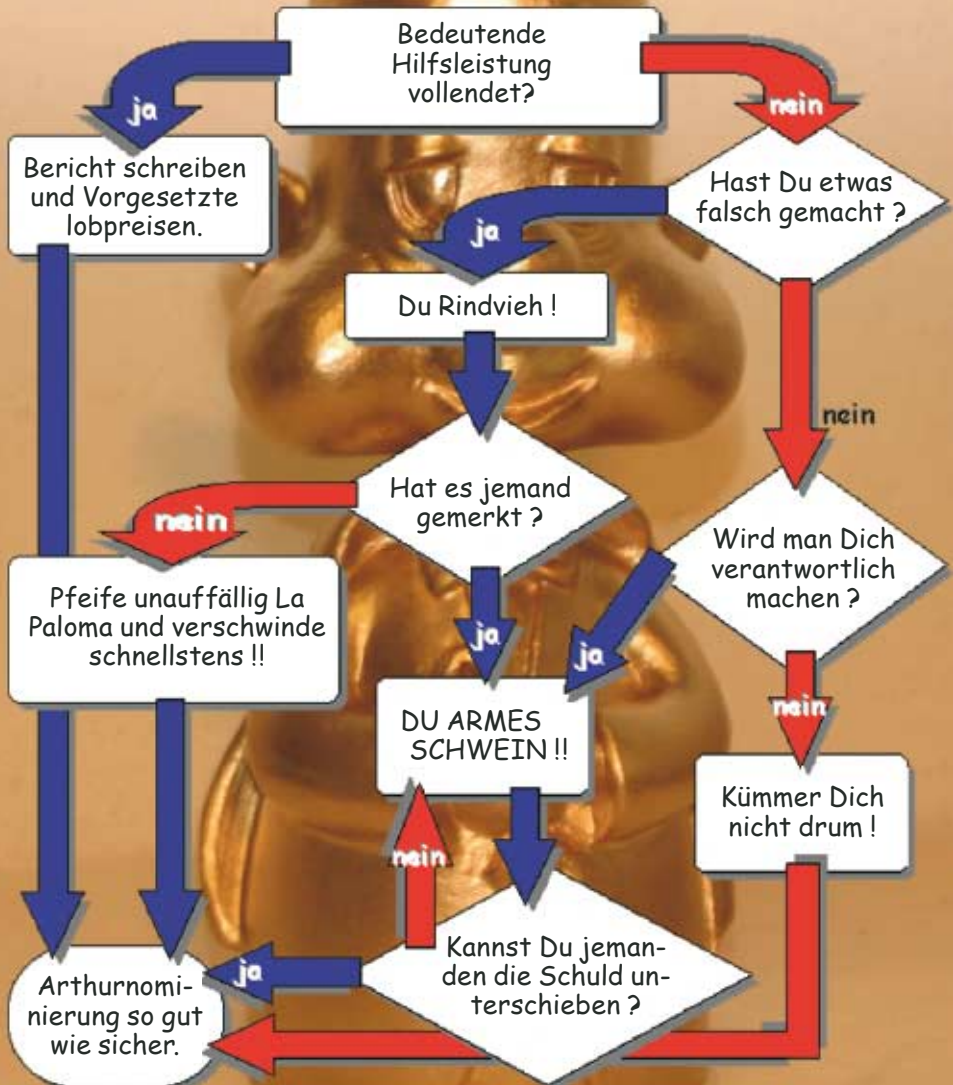 Bedeutende
Hilfsleistung
vollendet?
ja
nein
Bericht schreiben
und Vorgesetzte
lobpreisen.
Hast Du etwas
falsch gemacht ?
ja
Du Rindvieh !
nein
Hat es jemand
gemerkt ?
nein
Wird man Dich
verantwortlich
machen ?
Pfeife unauffällig La
Paloma und verschwinde
schnellstens !!
ja
ja
nein
DU ARMES
SCHWEIN !!
Kümmer Dich
nicht drum !
nein
Kannst Du jeman-
den die Schuld un-
terschieben ?
ja
Arthurnomi-
nierung so gut
wie sicher.